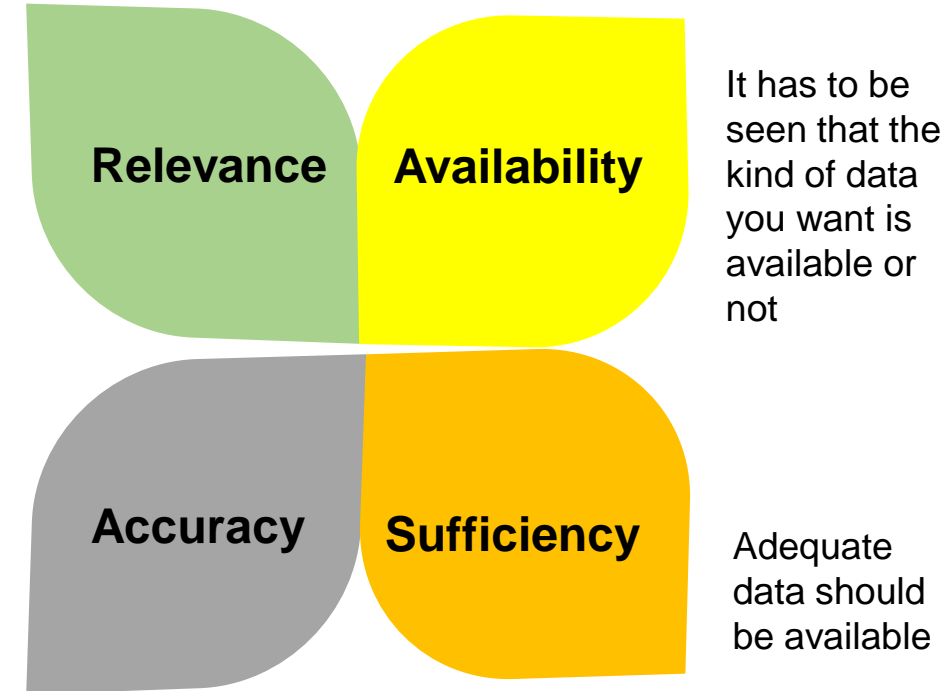 Relevance
Availability
It has to be
seen that the
kind of data
you want is
available or
not
Accuracy
Sufficiency
Adequate
data should
be available